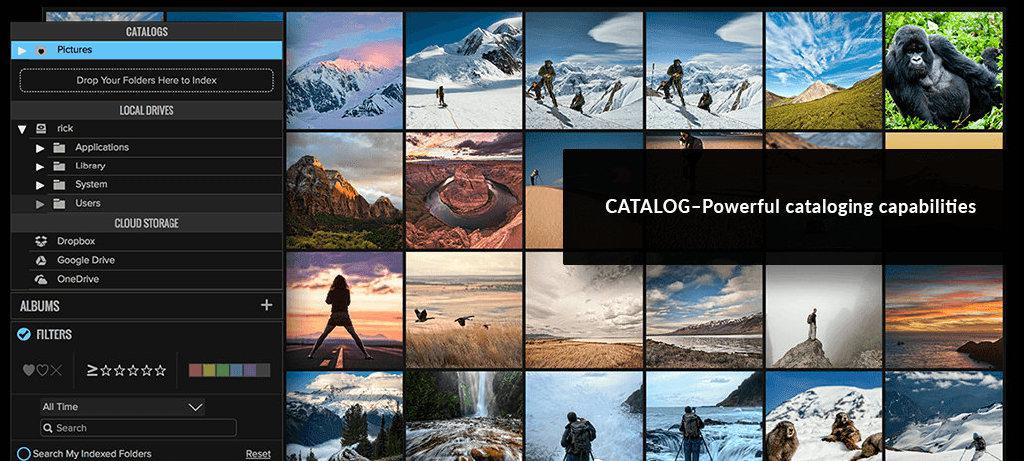 CATALOGS
Pictures
Drop Your Folders Here to Index
LOCAL DRIVES
rick
Applications
Library
System
Users
CLOUD STORAGE
Dropbox
Google Drive
OneDrive
ALBUMS +
FILTERS
All Time
Search
Search My Indexed Folders Reset
CATALOG–Powerful cataloging capabilities